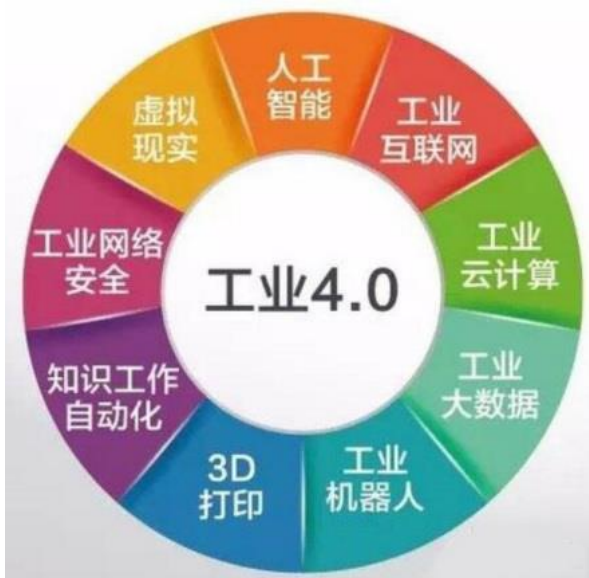 人工
智能
工业
互联网
工业
云计算
工业
大数据
工业
机器人
3D
打印
知识工作
自动化
工业网络
安全
虚拟
现实
工业4.0